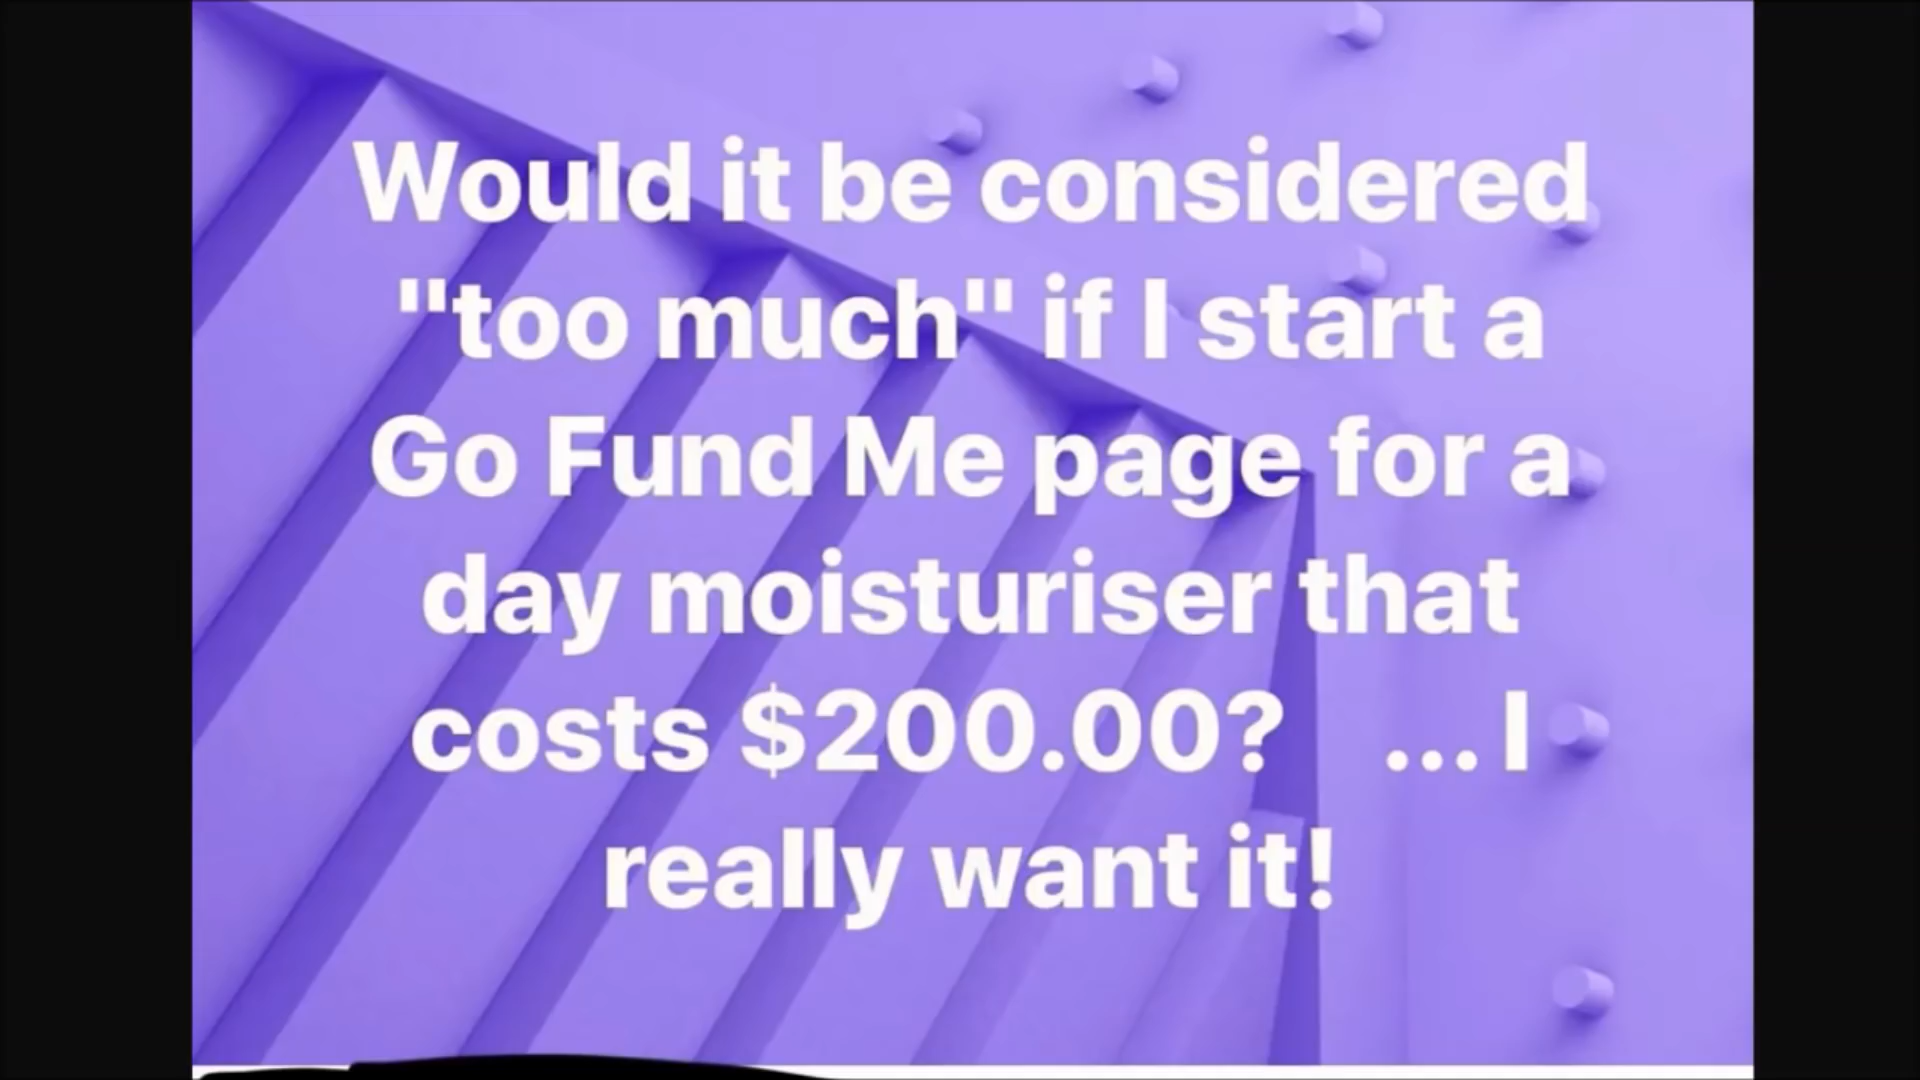 Would it be considered
"too much" if I start a
Go Fund Me page for a
day moisturiser that
costs $200.00?   ...I
really want it!